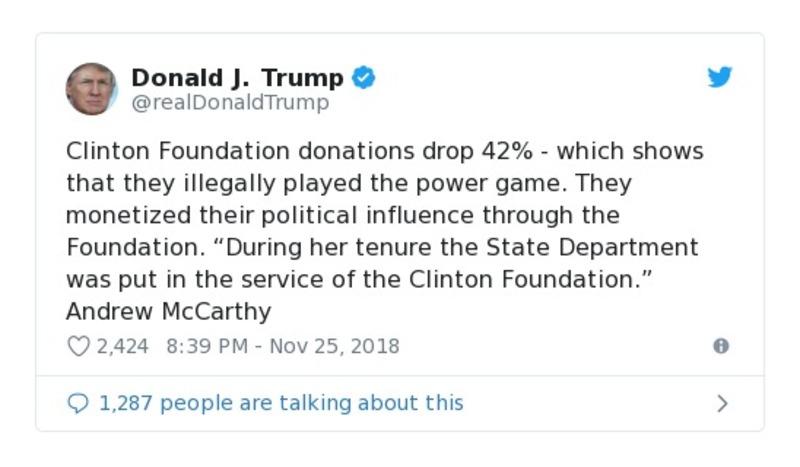 Donald J. Trump
@realDonaldTrump
Clinton Foundation donations drop 42% - which shows
that they illegally played the power game. They
monetized their political influence through the
Foundation. “During her tenure the State Department
was put in the service of the Clinton Foundation.”
Andrew McCarthy
2,424 8:39 PM - Nov 25, 2018
1,287 people are talking about this